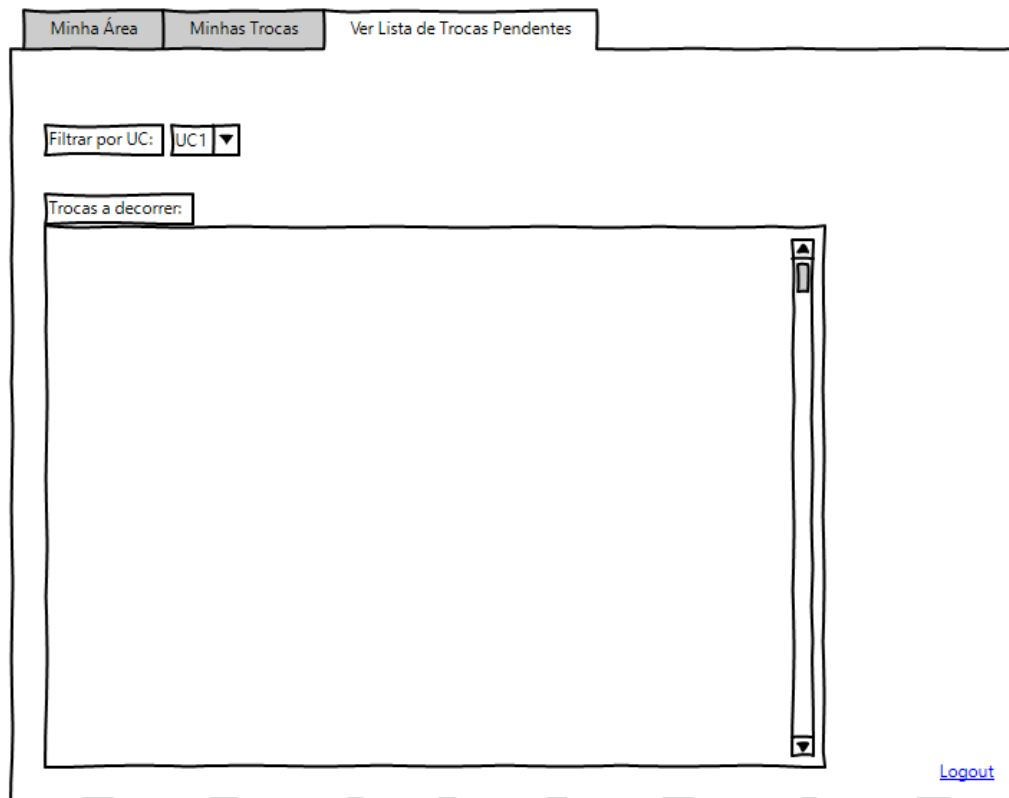 Minha Área
Minhas Trocas
Ver Lista de Trocas Pendentes
Filtrar por UC:
UC1
Trocas a decorrer:
Logout